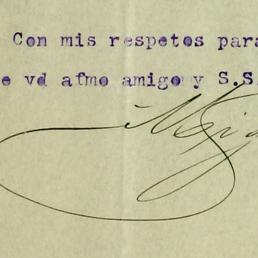 Con mis respetos para
e vd afmo amigo y S.S